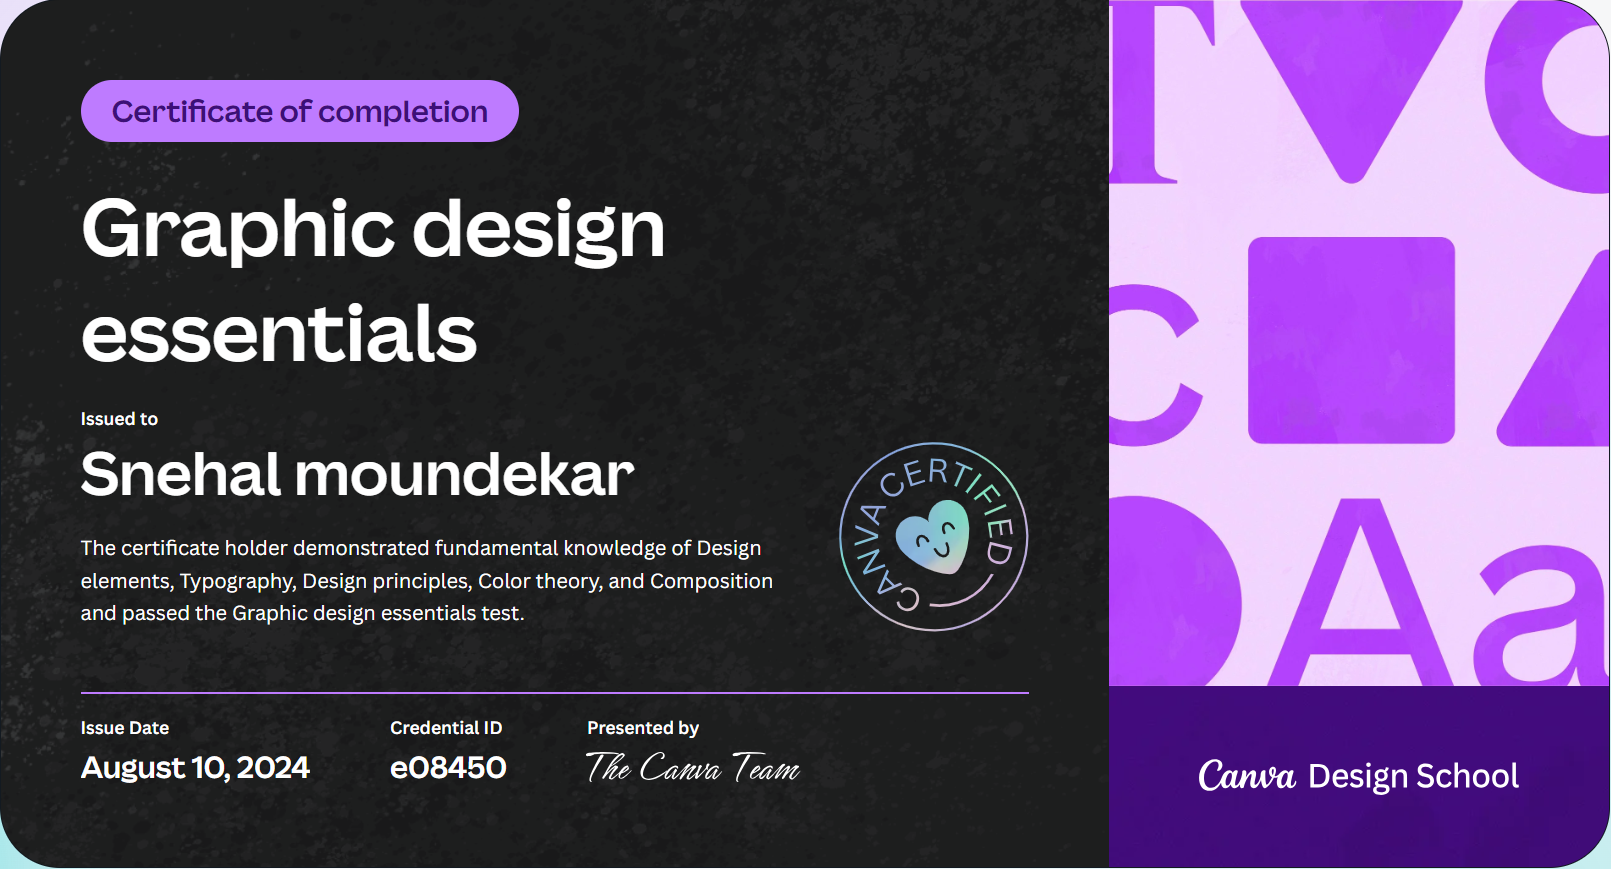 Certificate of completion
Graphic design
essentials
Issued to
Snehal moundekar
The certificate holder demonstrated fundamental knowledge of Design
elements, Typography, Design principles, Color theory, and Composition
and passed the Graphic design essentials test.
CANVA CERTIFIED
Issue Date
August 10, 2024
Credential ID
e08450
Presented by
The Canva Team
c
Aa
Canva Design School